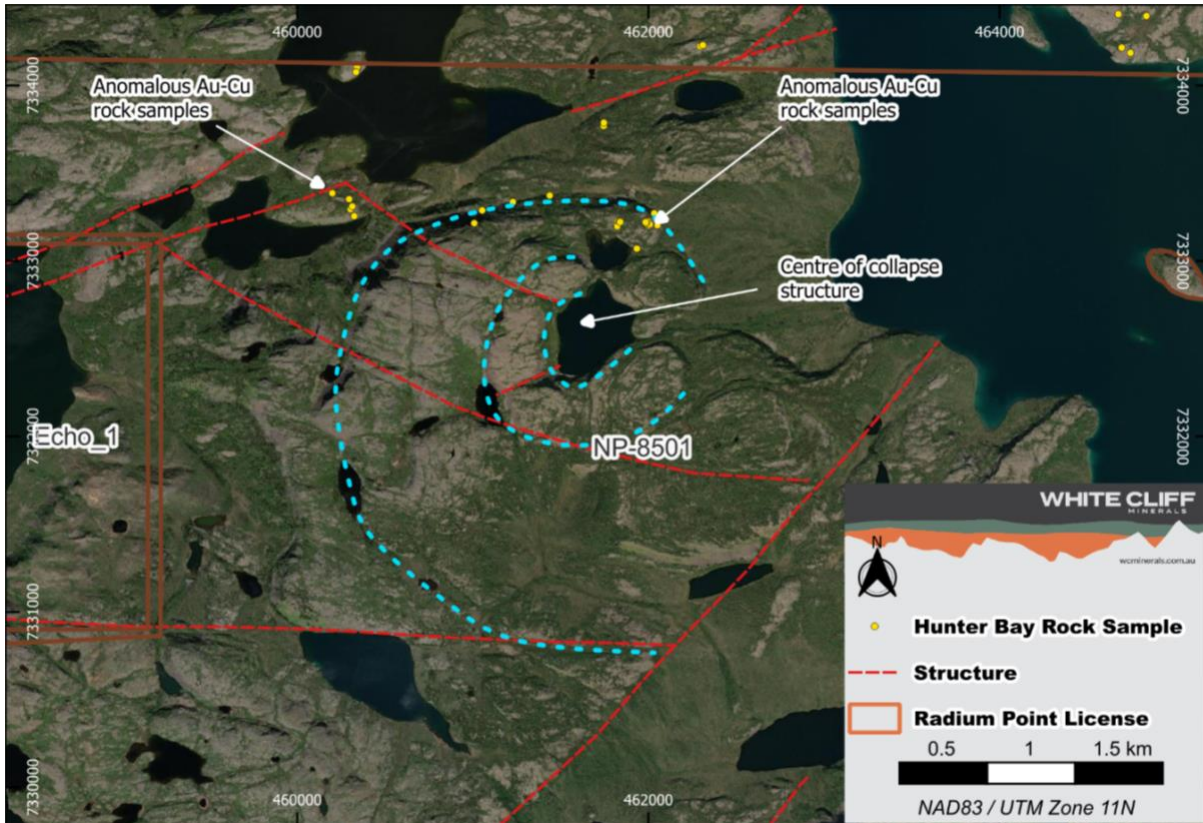 460000
462000
464000
7334000
7334000
Anomalous Au-Cu
rock samples
Anomalous Au-Cu
rock samples
7333000
7333000
Centre of collapse
structure
Echo_1
7332000
NP-8501
7332000
7331000
7330000
460000
462000
WHITE CLIFF
MINERALS
wcminerals.com.au
N
Hunter Bay Rock Sample
Structure
Radium Point License
0.5 1 1.5 km
NAD83 / UTM Zone 11N